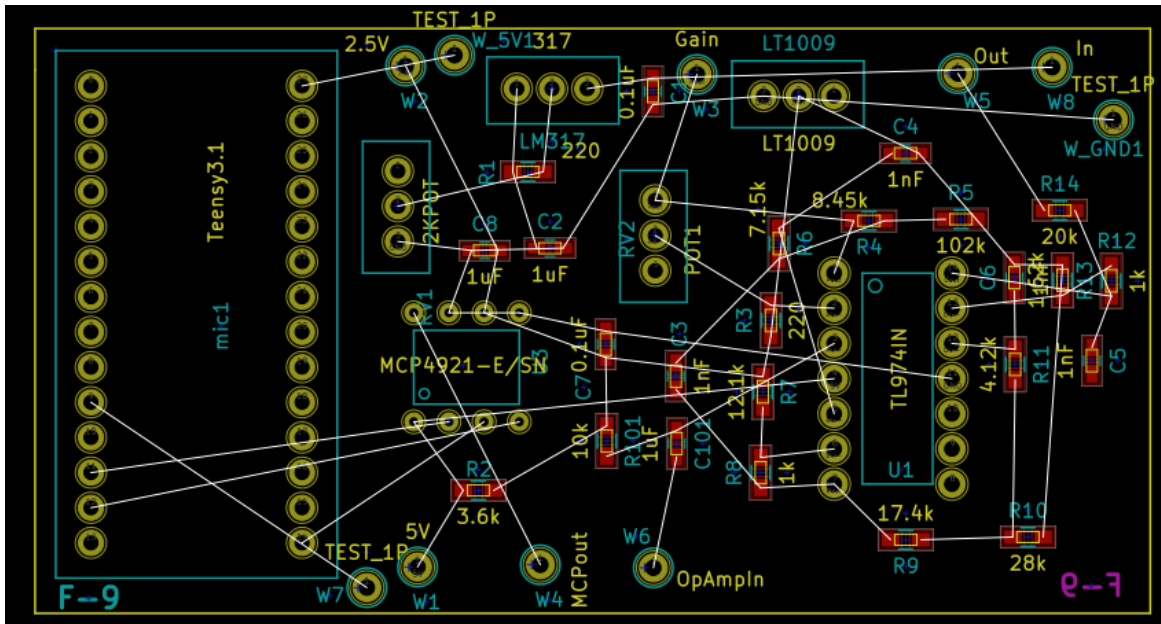 TEST_1P
2.5V
W_5V1
317
Gain
LT1009
Out
In
W2
0.1uF
C1
W3
W5
W8
TEST_1P
LM317
220
LT1009
C4
W_GND1
Teensy3.1
R1
1nF
2KPOT
C8
C2
RV2
POT1
7.15k
8.45k
R6
R4
R5
102k
R14
20k
R12
1uF
1uF
C6
R13
1k
mic1
RV1
MCP4921-E/SN
U3
0.1uF
C7
C3
1nF
R3
220
TL974IN
4.12k
R11
1nF
C5
12.1k
R7
10k
R101
1uF
C101
R8
1k
U1
R2
3.6k
17.4k
R9
R10
28k
TEST_1P
5V
W6
W7
W1
W4
MCPout
OpAmpIn
F-9
F-9